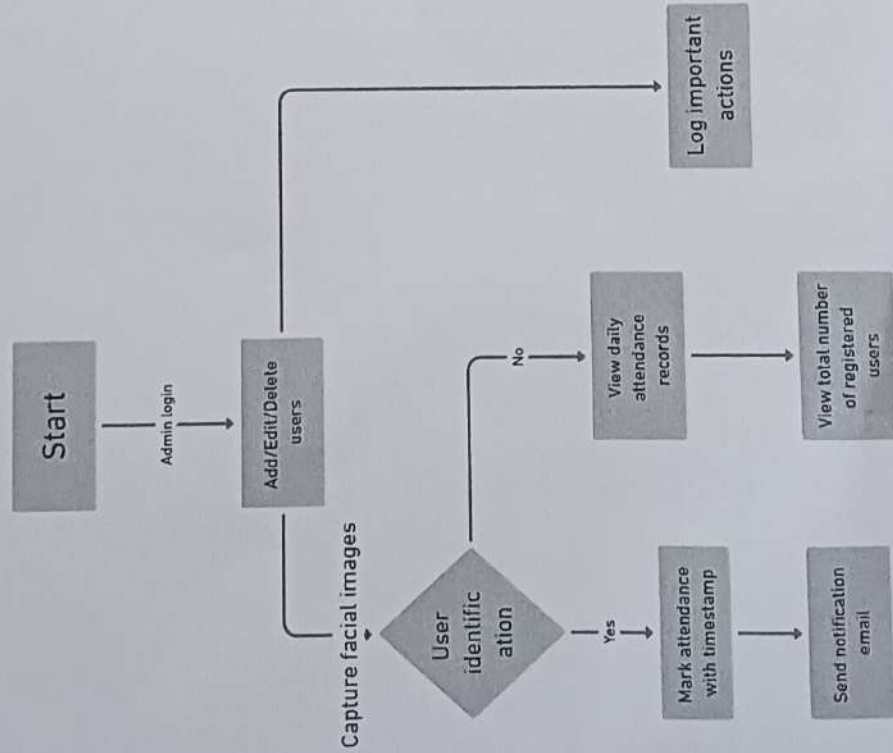 Start
Admin login
Add/Edit/Delete
users
Capture facial images
User
identific
ation
Yes
No
Mark attendance
with timestamp
Send notification
email
View daily
attendance
records
View total number
of registered
users
Log important
actions